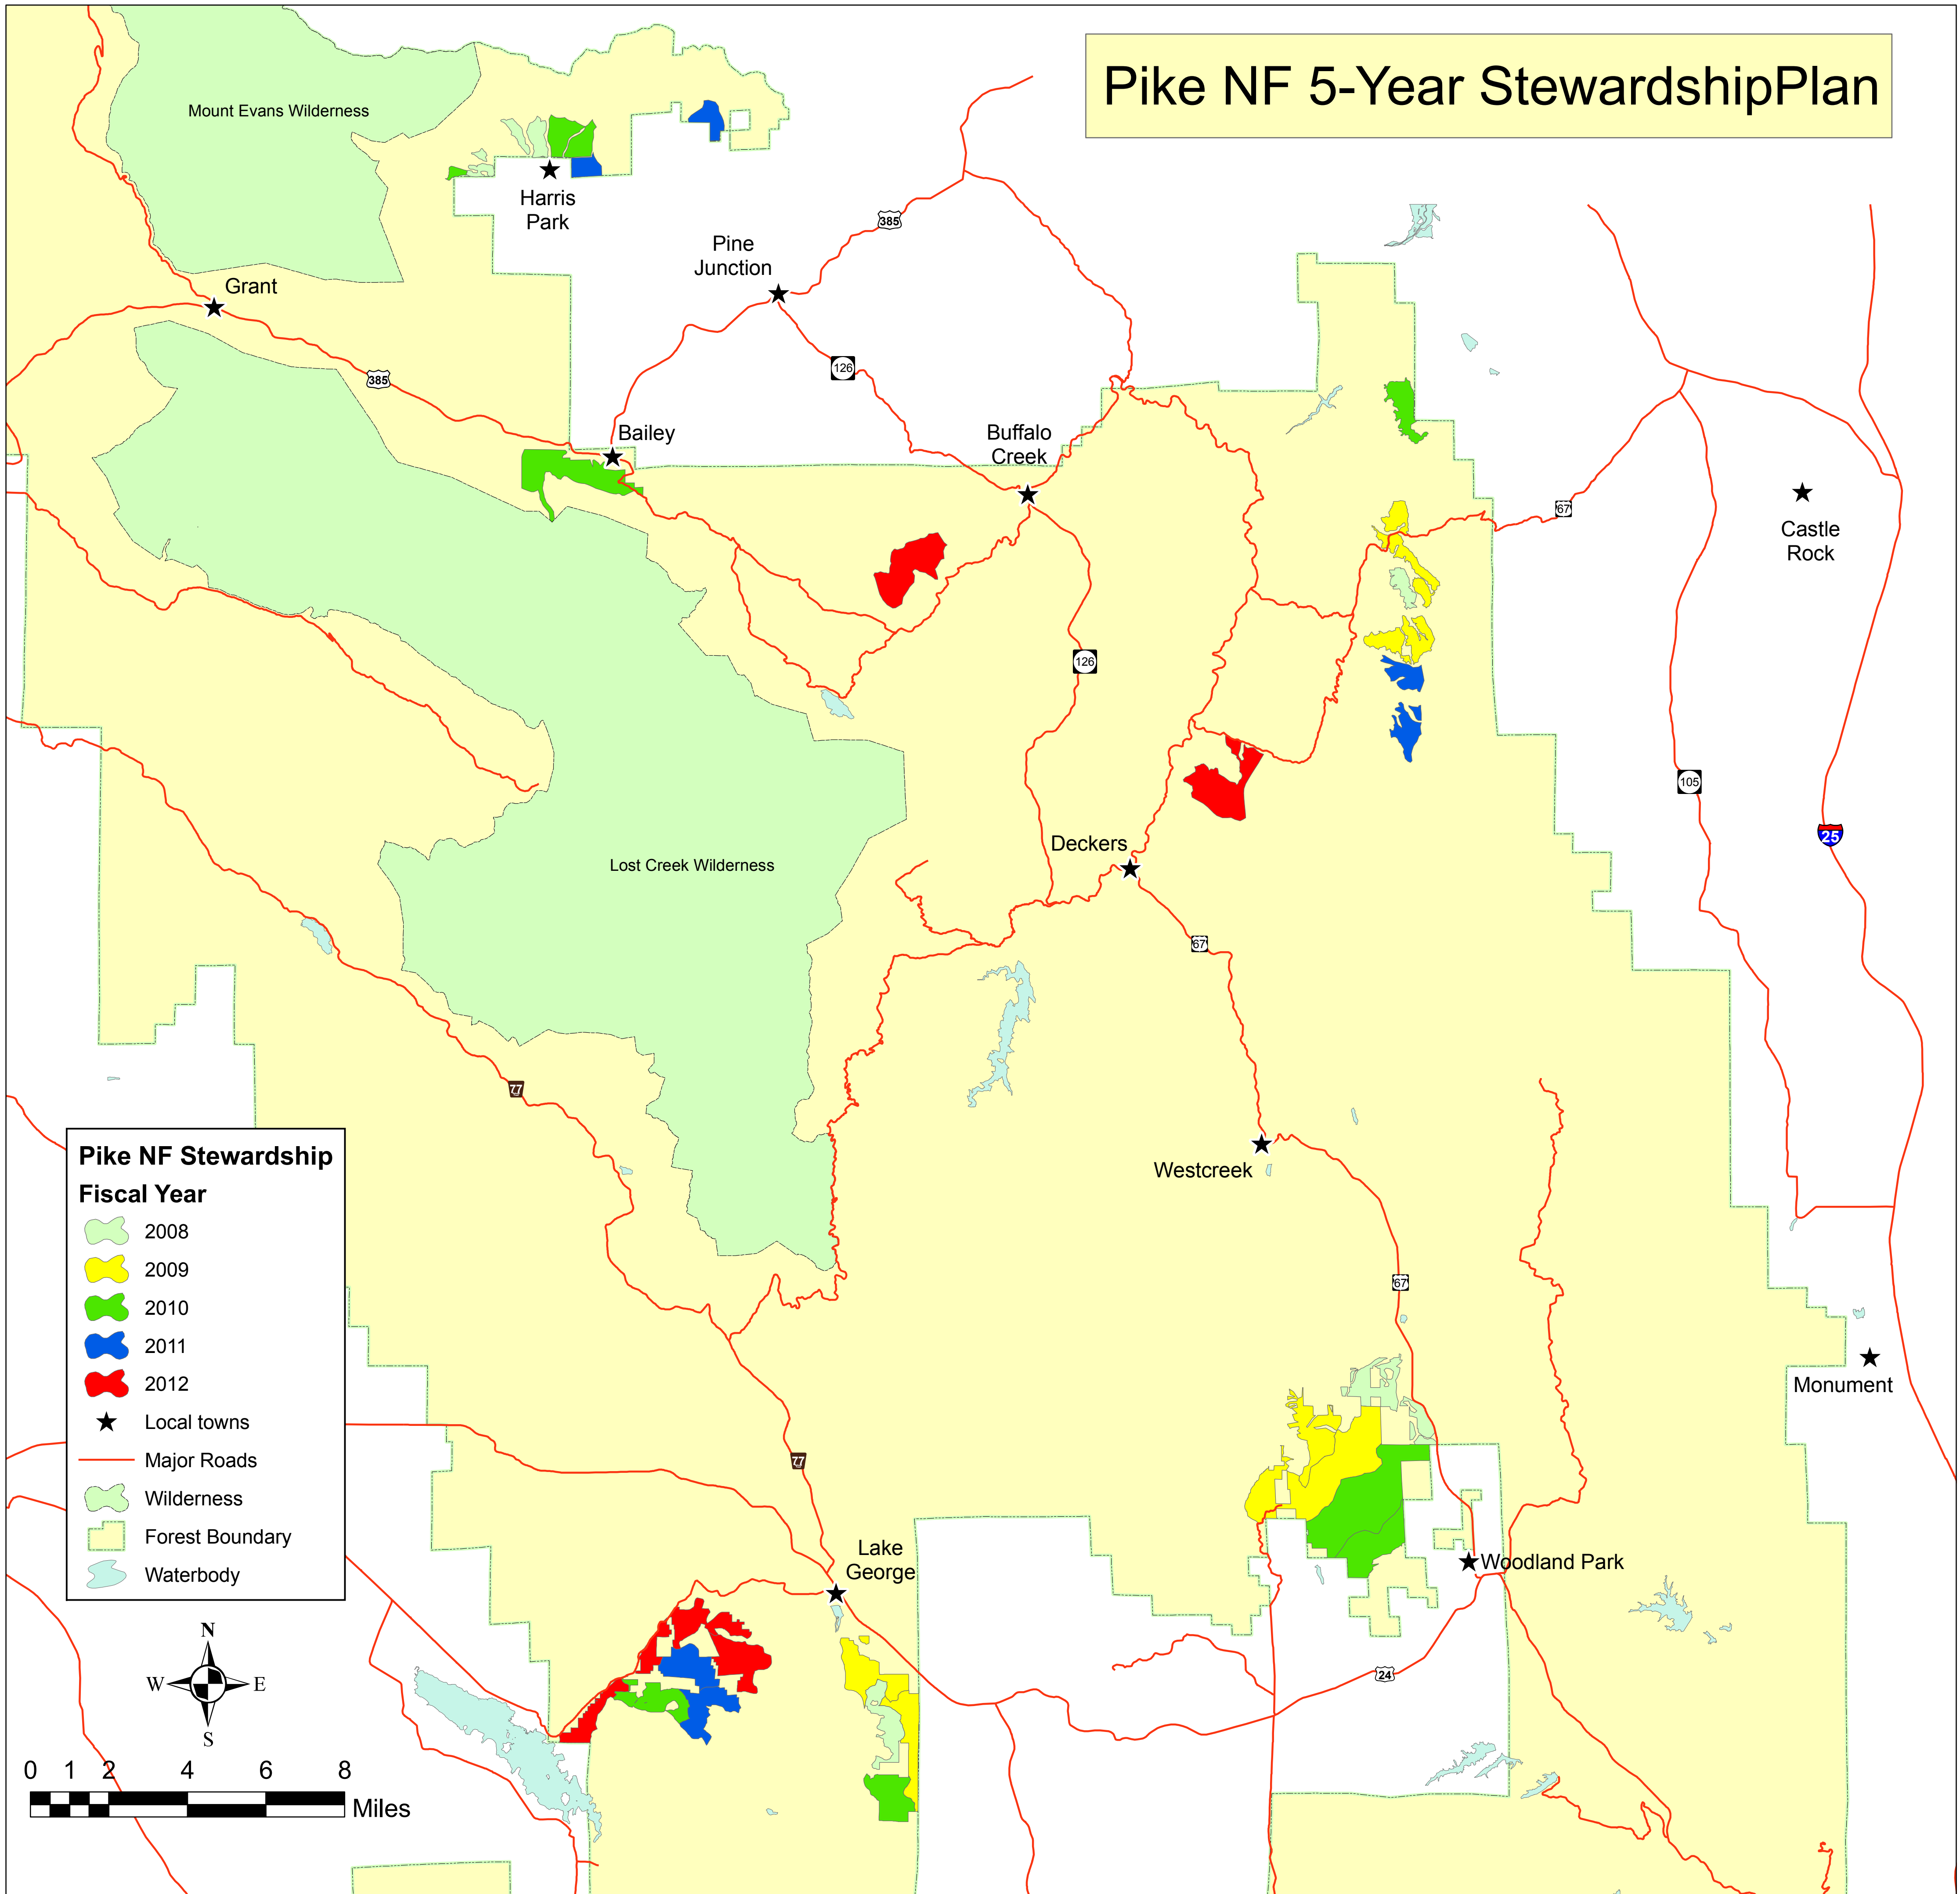 Pike NF 5-Year StewardshipPlan
Mount Evans Wilderness
Harris
Park
385
Pine
Junction
Grant
385
126
Bailey
Buffalo
Creek
67
Castle
Rock
126
105
25
Deckers
Lost Creek Wilderness
67
77
Westcreek
67
Monument
Pike NF Stewardship
Fiscal Year
2008
2009
2010
2011
2012
Local towns
Major Roads
Wilderness
Forest Boundary
Waterbody
77
Lake
George
Woodland Park
24
N
W E
S
0 1 2 4 6 8
Miles